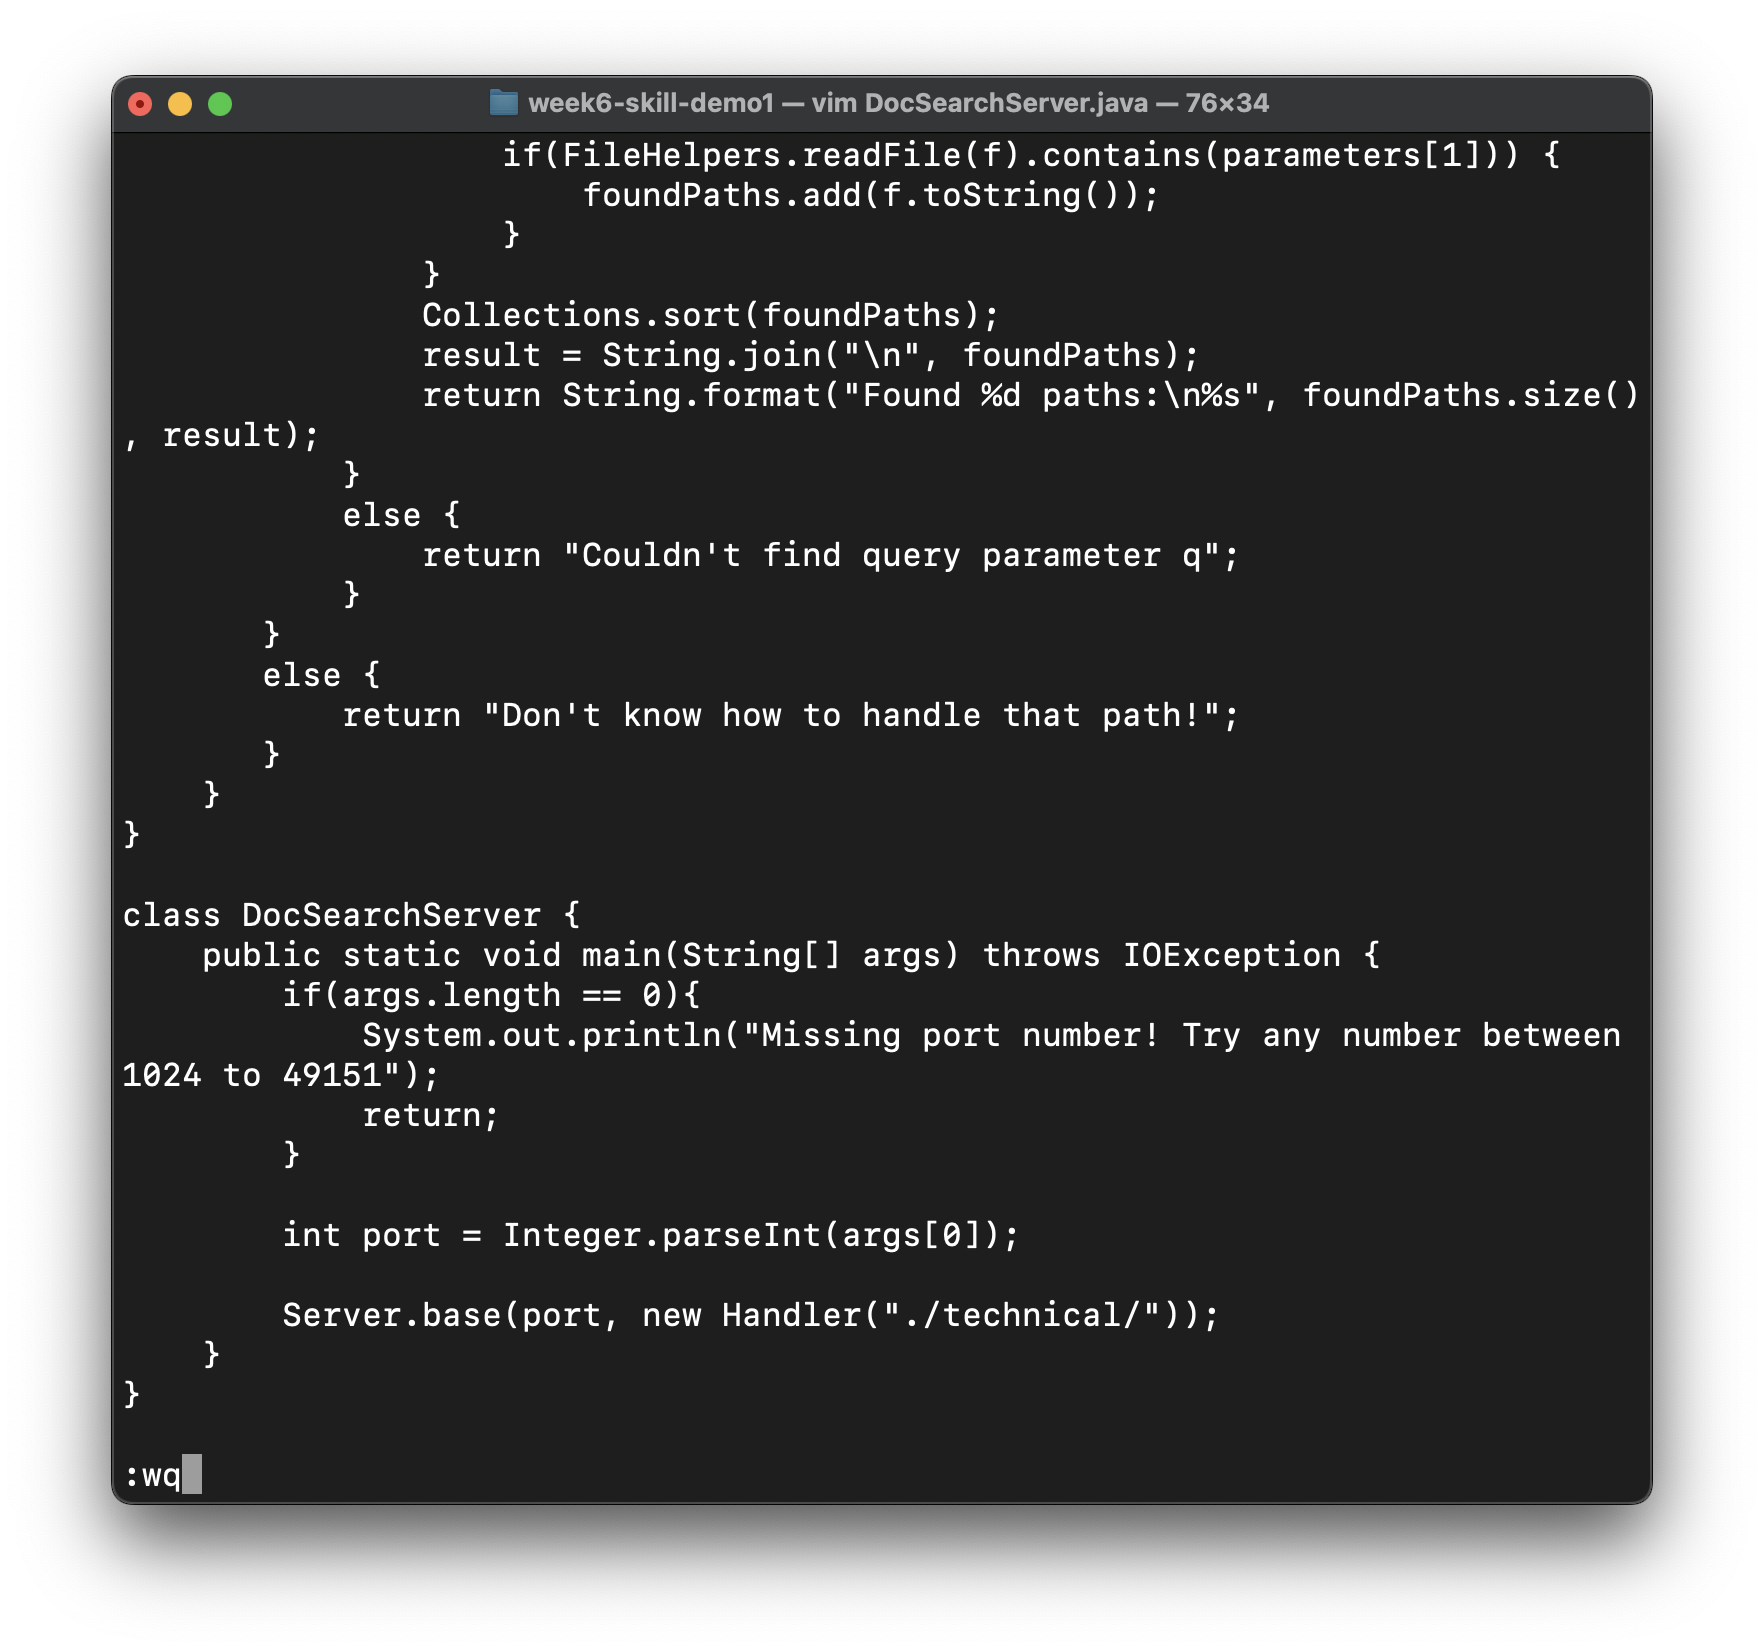 week6-skill-demo1 — vim DocSearchServer.java — 76×34
                   if(FileHelpers.readFile(f).contains(parameters[1])) {
                       foundPaths.add(f.toString());
                   }
               }
               Collections.sort(foundPaths);
               result = String.join("\n", foundPaths);
               return String.format("Found %d paths:\n%s", foundPaths.size()
, result);
           }
           else {
               return "Couldn't find query parameter q";
           }
       }
       else {
           return "Don't know how to handle that path!";
       }
    }
}

class DocSearchServer {
    public static void main(String[] args) throws IOException {
        if(args.length == 0){
            System.out.println("Missing port number! Try any number between
1024 to 49151");
            return;
        }

        int port = Integer.parseInt(args[0]);

        Server.base(port, new Handler("./technical/"));
    }
}

:wq